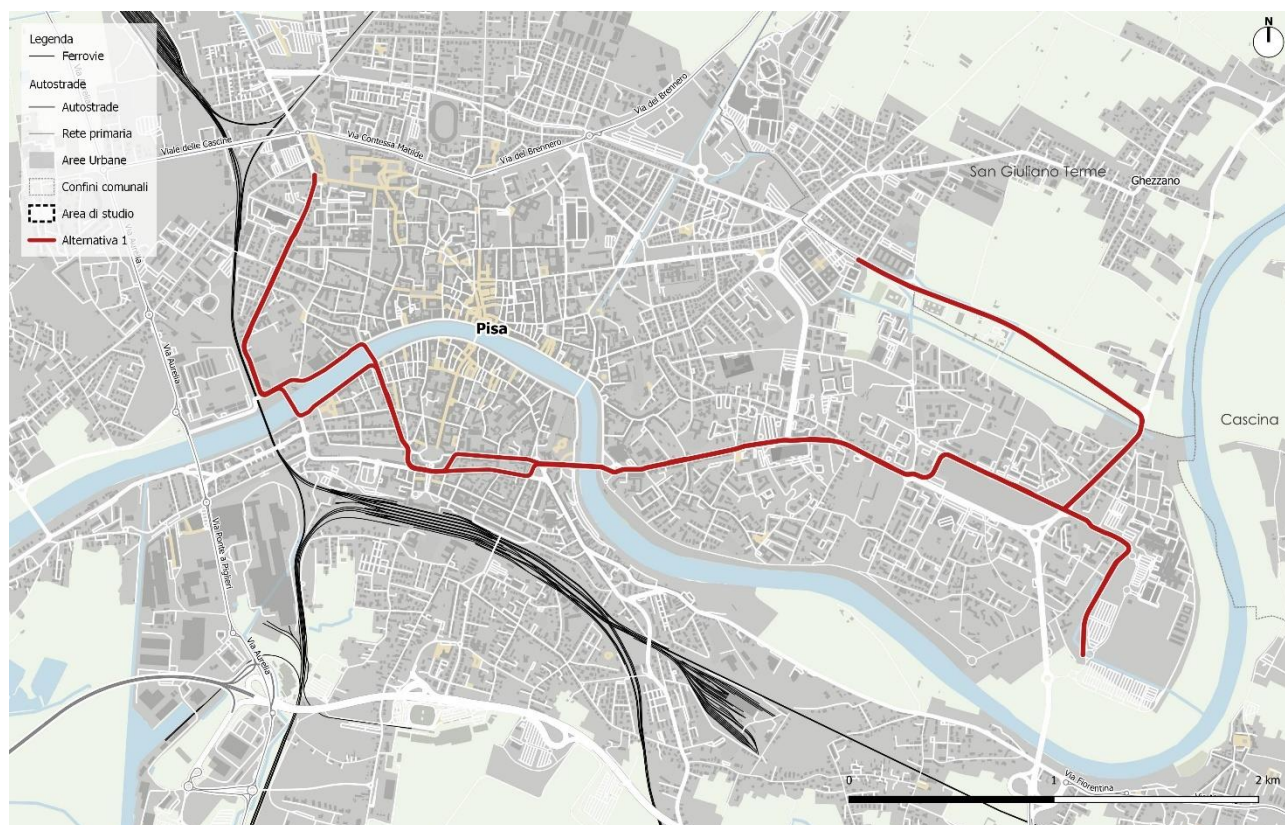 Legenda
Ferrovie
Autostrade
Autostrade
Rete primaria
Aree Urbane
Confini comunali
Area di studio
Alternativa 1
N
Viale delle Cascine
Via Contessa Matilde
Via del Brennero
Via del Brennero
San Giuliano Terme
Ghezzano
Pisa
Via Aurelia
Cascina
Via Ponte a Piglieri
Via Aurelia
Via Fiorentina
0
1
2 km